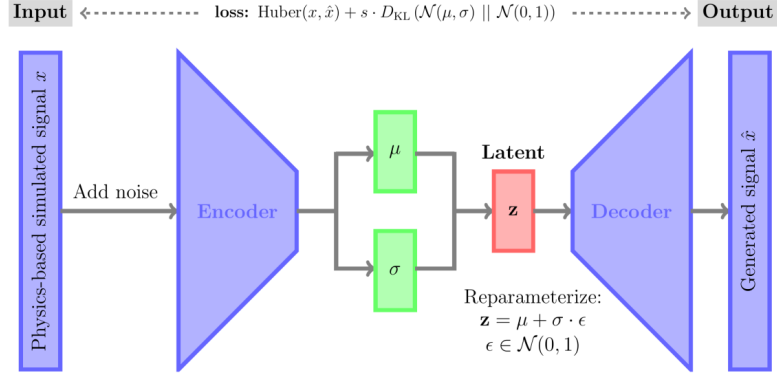 Input
loss: Huber(x, x̂) + s · D_KL (N(μ, σ) || N(0, 1))
Output
Physics-based simulated signal x
Add noise
Encoder
μ
σ
Latent
z
Reparameterize:
z = μ + σ · ϵ
ϵ ∈ N(0, 1)
Decoder
Generated signal x̂